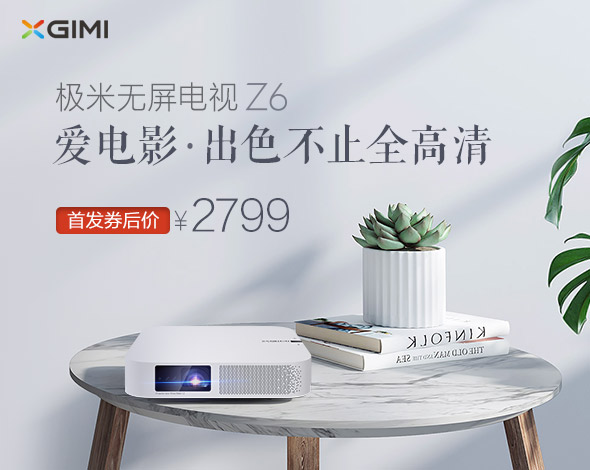 XGIMI
极米无屏电视 Z6
爱电影·出色不止全高清
首发券后价 ¥2799
KINFOLK
THE OLD MAN AND THE SEA